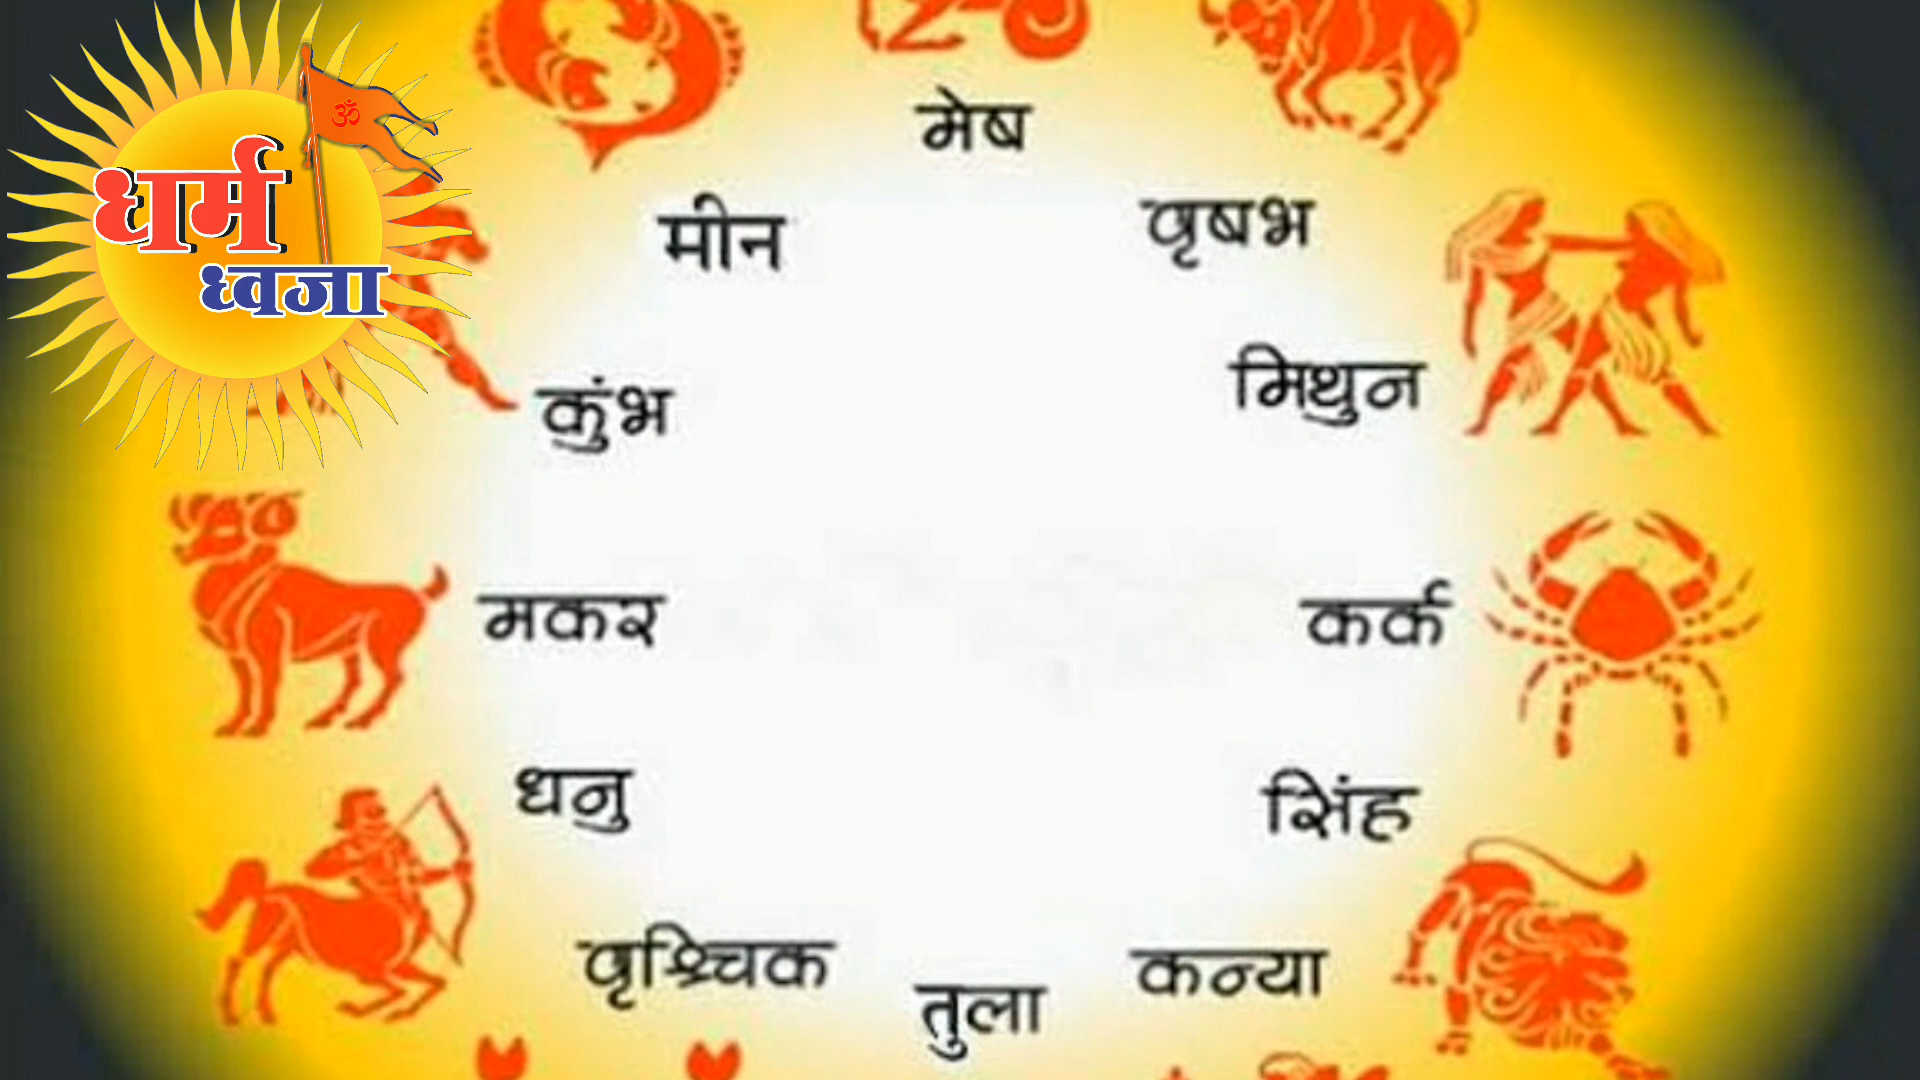 ॐ
धर्म
ध्वजा
मेष
वृषभ
मिथुन
कर्क
सिंह
कन्या
तुला
वृश्चिक
धनु
मकर
कुंभ
मीन